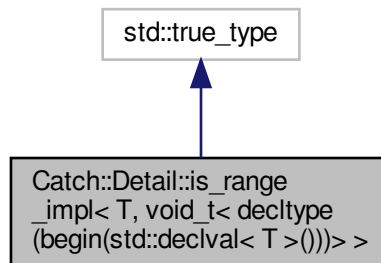 std::true_type
Catch::Detail::is_range
_impl< T, void_t< decltype
(begin(std::declval< T >()))> >